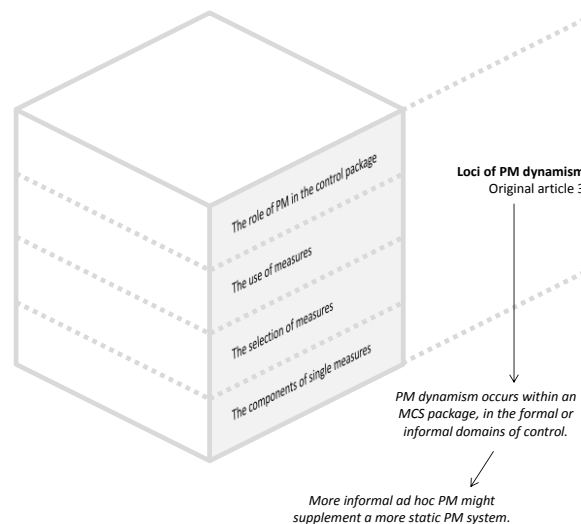 The role of PM in the control package
The use of measures
The selection of measures
The components of single measures
Loci of PM dynamism
Original article 3
PM dynamism occurs within an
MCS package, in the formal or
informal domains of control.
More informal ad hoc PM might
supplement a more static PM system.